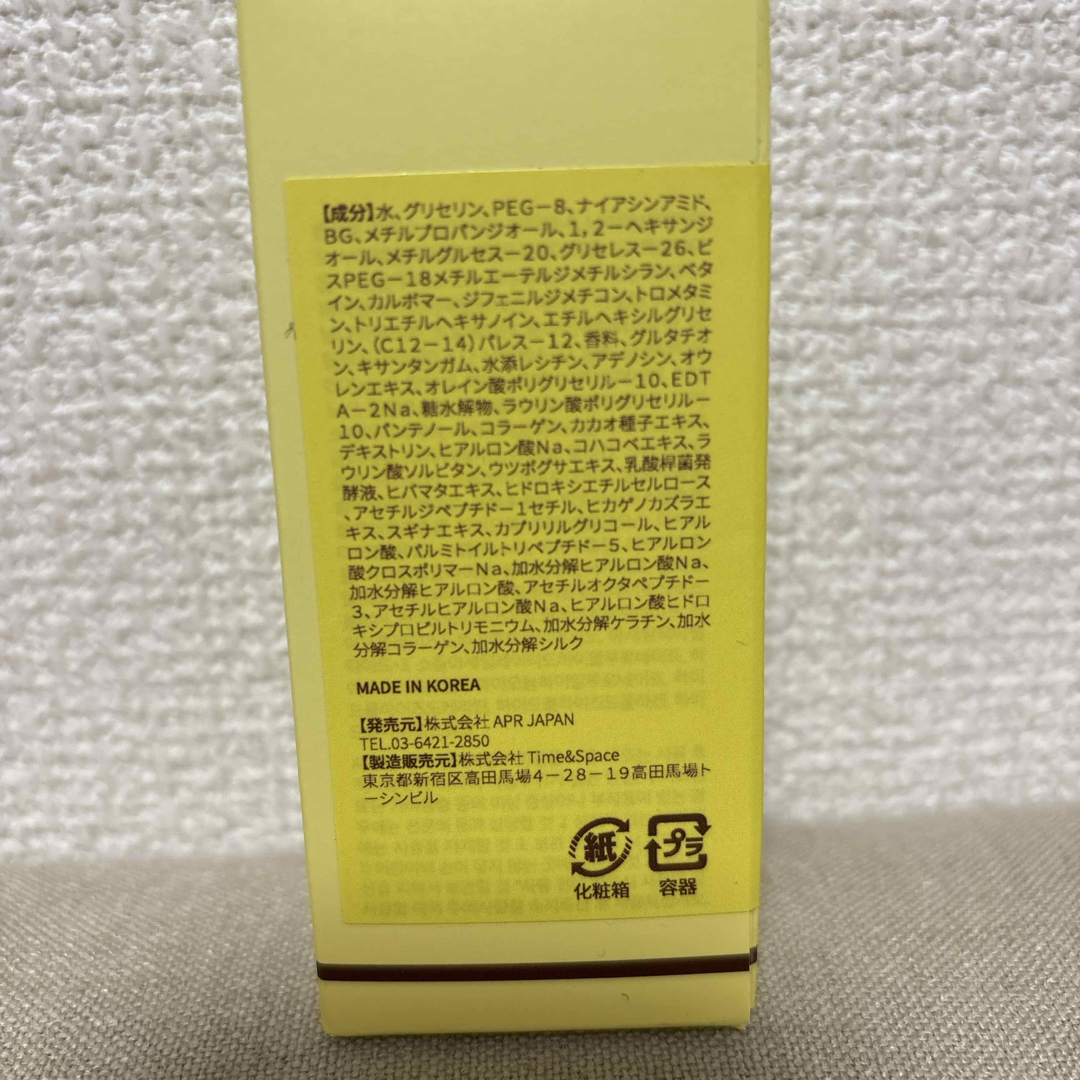 【成分】水、グリセリン、PEG－8、ナイアシンアミド、
BG、メチルプロパンジオール、1，2－ヘキサンジ
オール、メチルグルセス－20、グリセレス－26、ビ
スPEG－18メチルエーテルジメチルシラン、ベタ
イン、カルボマー、ジフェニルジメチコン、トロメタミ
ン、トリエチルヘキサノイン、エチルヘキシルグリセ
リン、（C12－14）パレス－12、香料、グルタチオ
ン、キサンタンガム、水添レシチン、アデノシン、オウ
レンエキス、オレイン酸ポリグリセリル－10、EDT
A－2Na、糖水解物、ラウリン酸ポリグリセリル－
10、パンテノール、コラーゲン、カカオ種子エキス、
デキストリン、ヒアルロン酸Na、コハコベエキス、ラ
ウリン酸ソルビタン、ウツボグサエキス、乳酸桿菌発
酵液、ヒバマタエキス、ヒドロキシエチルセルロース
、アセチルジペプチド－1セチル、ヒカゲノカズラエ
キス、スギナエキス、カプリリルグリコール、ヒアル
ロン酸、パルミトイルトリペプチド－5、ヒアルロン
酸クロスポリマーNa、加水分解ヒアルロン酸Na、
加水分解ヒアルロン酸、アセチルオクタペプチド－
3、アセチルヒアルロン酸Na、ヒアルロン酸ヒドロ
キシプロピルトリモニウム、加水分解ケラチン、加水
分解コラーゲン、加水分解シルク
MADE IN KOREA
【発売元】株式会社 APR JAPAN
TEL.03-6421-2850
【製造販売元】株式会社 Time&Space
東京都新宿区高田馬場4－28－19高田馬場ト
ーシンビル
紙 プラ
化粧箱 容器